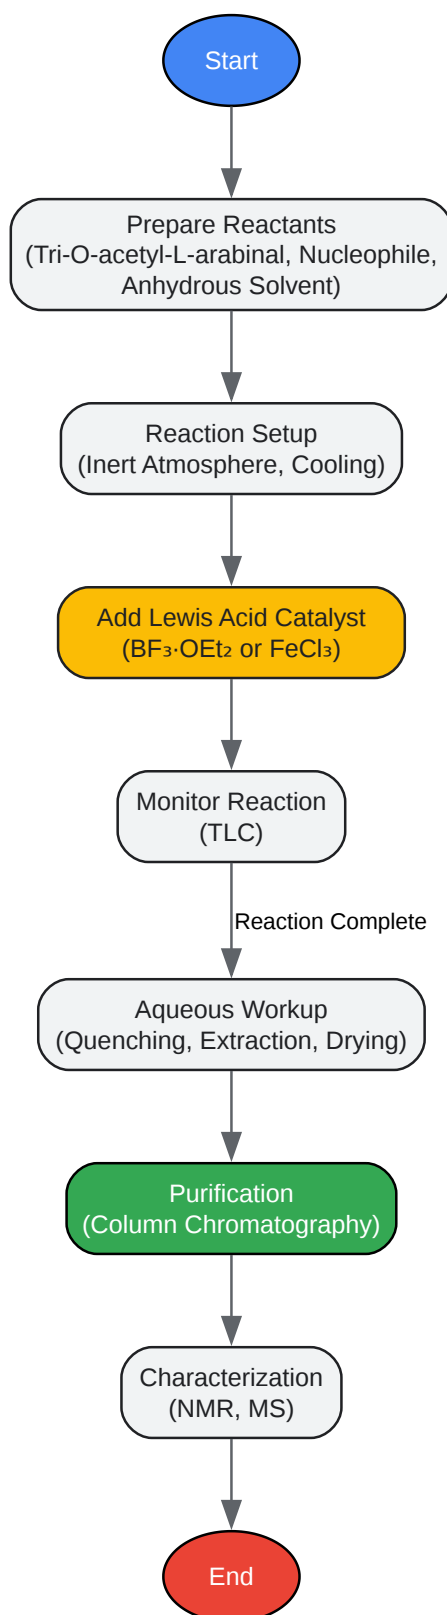 Start
Prepare Reactants
(Tri-O-acetyl-L-arabinal, Nucleophile,
Anhydrous Solvent)
Reaction Setup
(Inert Atmosphere, Cooling)
Add Lewis Acid Catalyst
(BF₃·OEt₂ or FeCl₃)
Monitor Reaction
(TLC)
Reaction Complete
Aqueous Workup
(Quenching, Extraction, Drying)
Purification
(Column Chromatography)
Characterization
(NMR, MS)
End